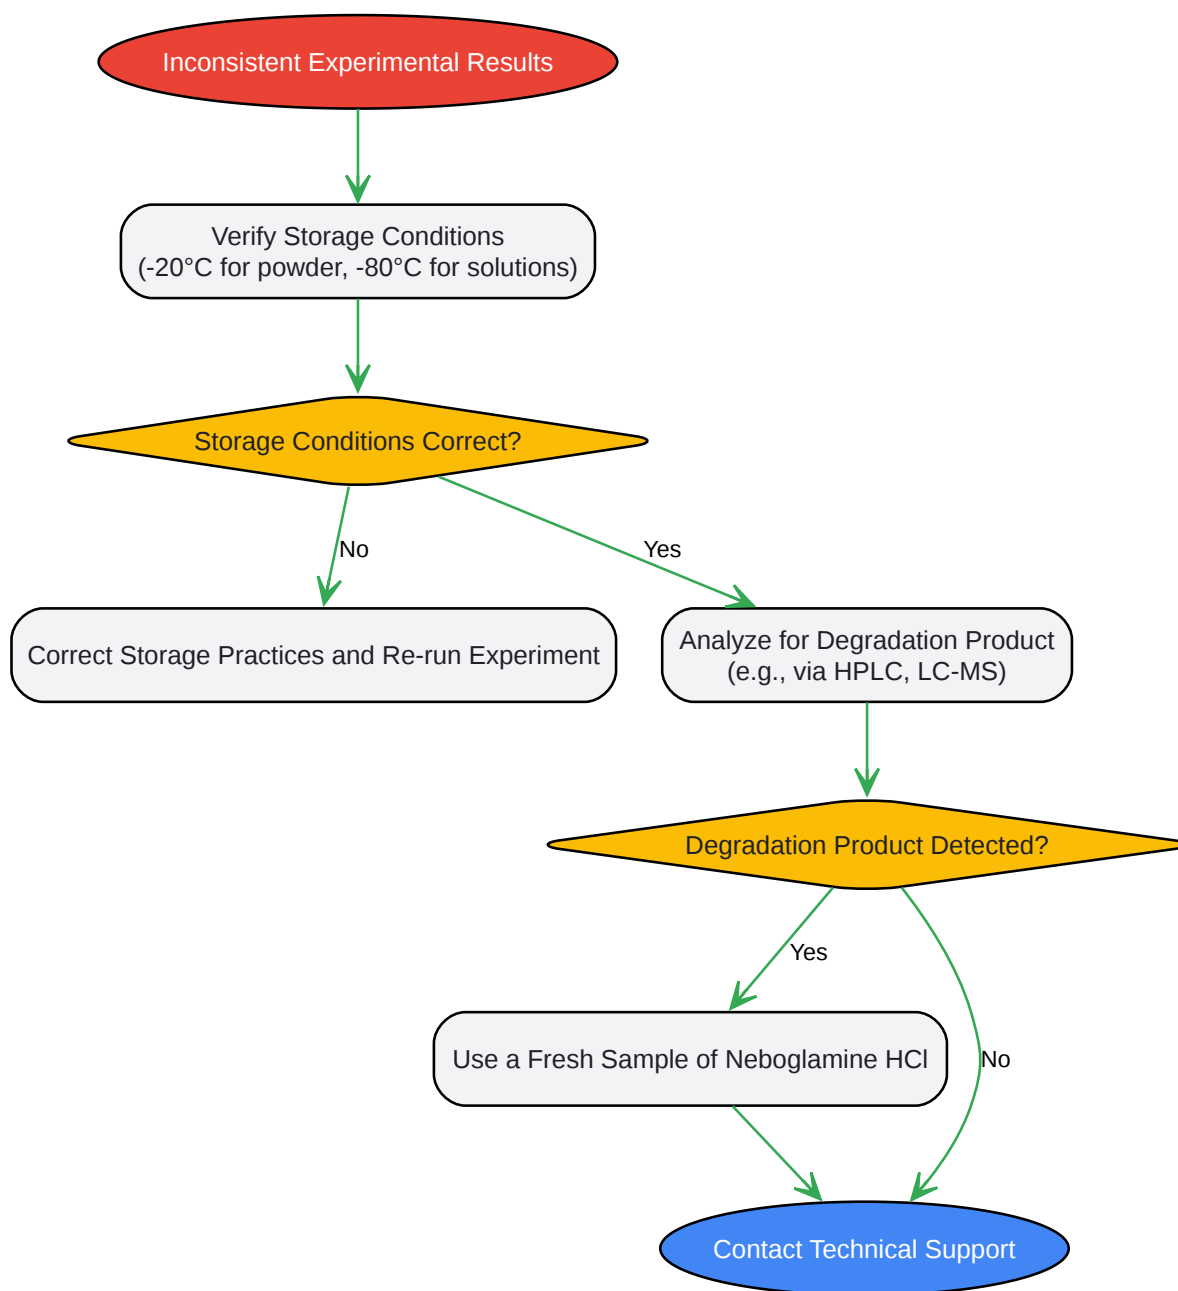 Inconsistent Experimental Results
Verify Storage Conditions
(-20°C for powder, -80°C for solutions)
Storage Conditions Correct?
No
Yes
Correct Storage Practices and Re-run Experiment
Analyze for Degradation Product
(e.g., via HPLC, LC-MS)
Degradation Product Detected?
Yes
Use a Fresh Sample of Neboglamine HCl
No
Contact Technical Support